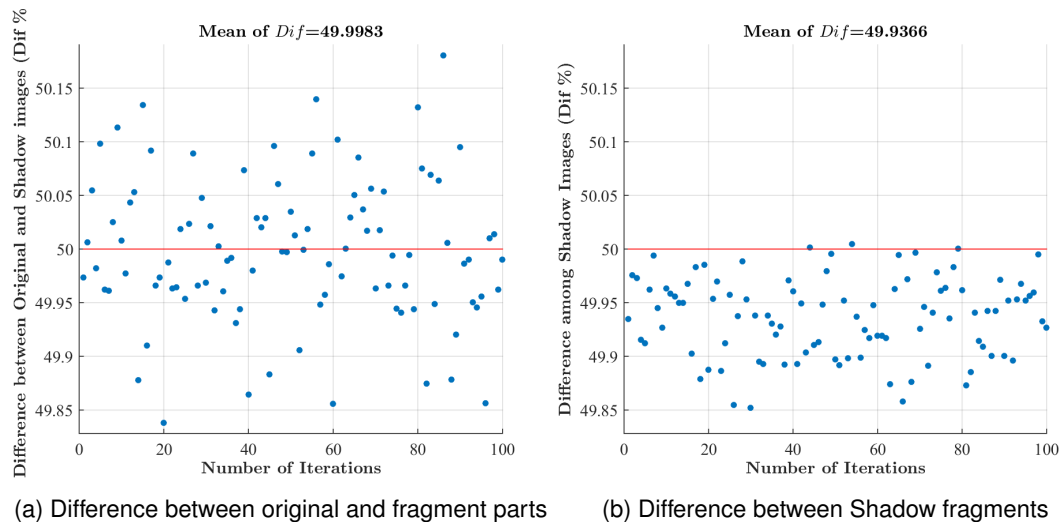 Mean of Dif=49.9983
Difference between Original and Shadow images (Dif %
50.15
50.1
50.05
50
49.95
49.9
49.85
0 20 40 60 80 100
Number of Iterations
(a) Difference between original and fragment parts
Mean of Dif=49.9366
Difference among Shadow Images (Dif %)
50.15
50.1
50.05
50
49.95
49.9
49.85
0 20 40 60 80 100
Number of Iterations
(b) Difference between Shadow fragments